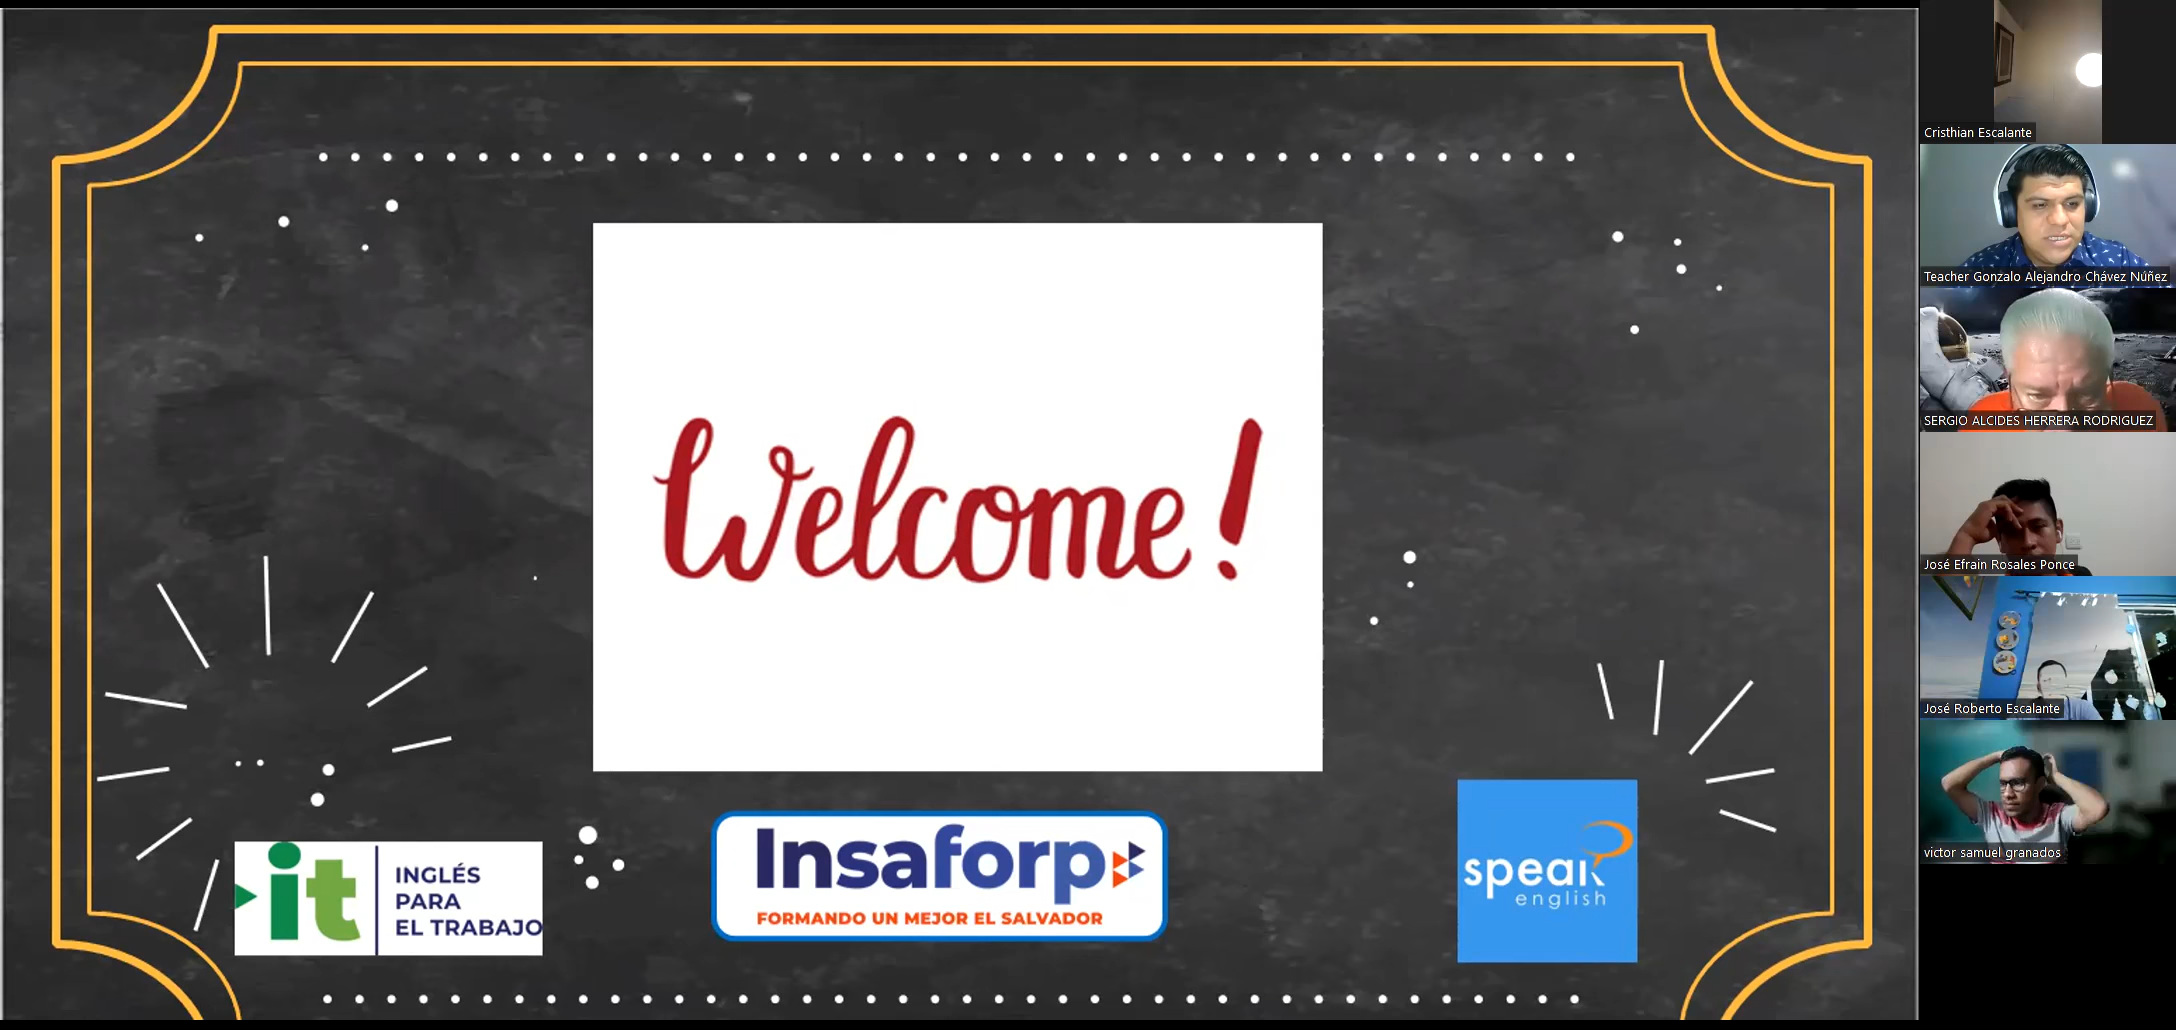 Welcome!
it
INGLÉS
PARA
EL TRABAJO
Insaforp
FORMANDO UN MEJOR EL SALVADOR
speak
english
Cristhian Escalante
Teacher Gonzalo Alejandro Chávez Núñez
SERGIO ALCIDES HERRERA RODRIGUEZ
José Efrain Rosales Ponce
José Roberto Escalante
victor samuel granados